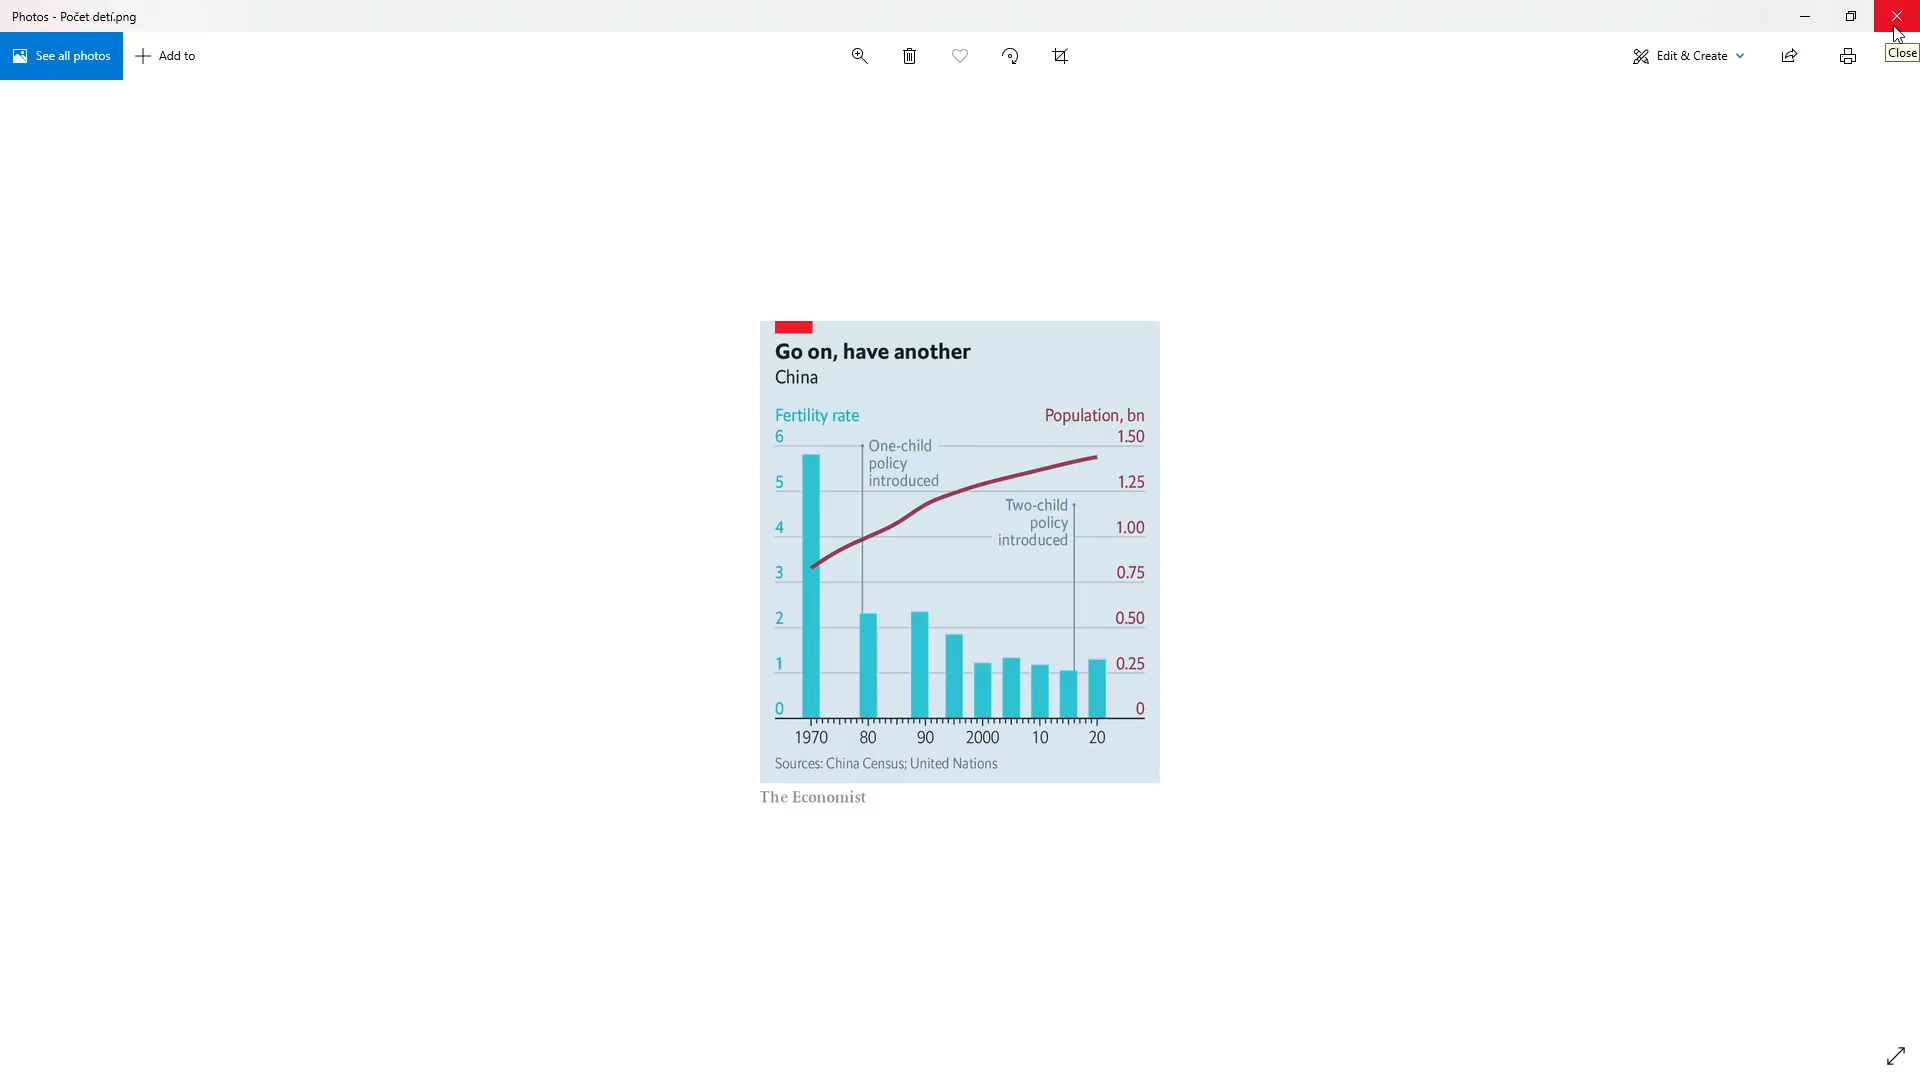 Photos - Počet detí.png
See all photos
Add to
Edit & Create
Close
Go on, have another
China
Fertility rate
Population, bn
6
1.50
One-child
policy
introduced
5
1.25
Two-child
policy
introduced
4
1.00
3
0.75
2
0.50
1
0.25
0
0
1970 80 90 2000 10 20
Sources: China Census; United Nations
The Economist